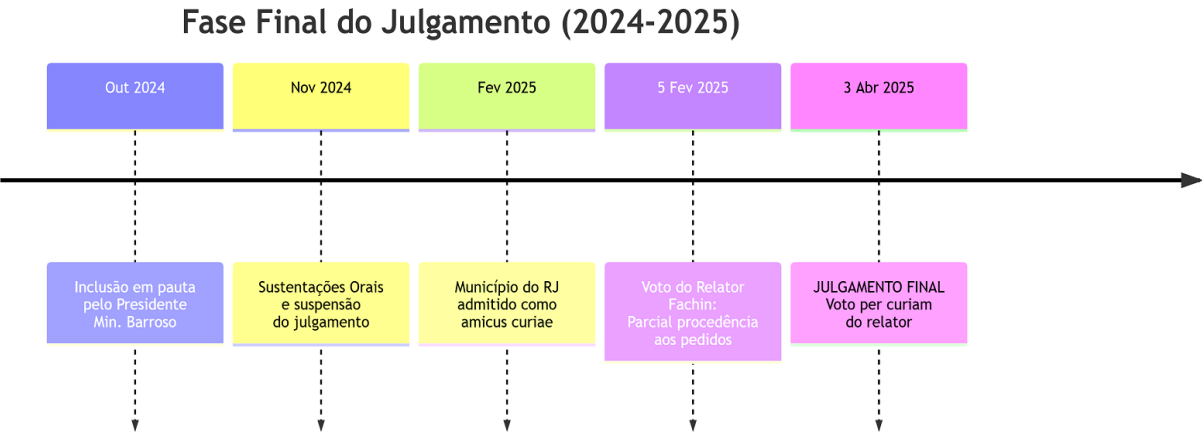 Fase Final do Julgamento (2024-2025)
Out 2024
Nov 2024
Fev 2025
5 Fev 2025
3 Abr 2025
Inclusão em pauta
pelo Presidente
Min. Barroso
Sustentações Orais
e suspensão
do julgamento
Município do RJ
admitido como
amicus curiae
Voto do Relator
Fachin:
Parcial procedência
aos pedidos
JULGAMENTO FINAL
Voto per curiam
do relator